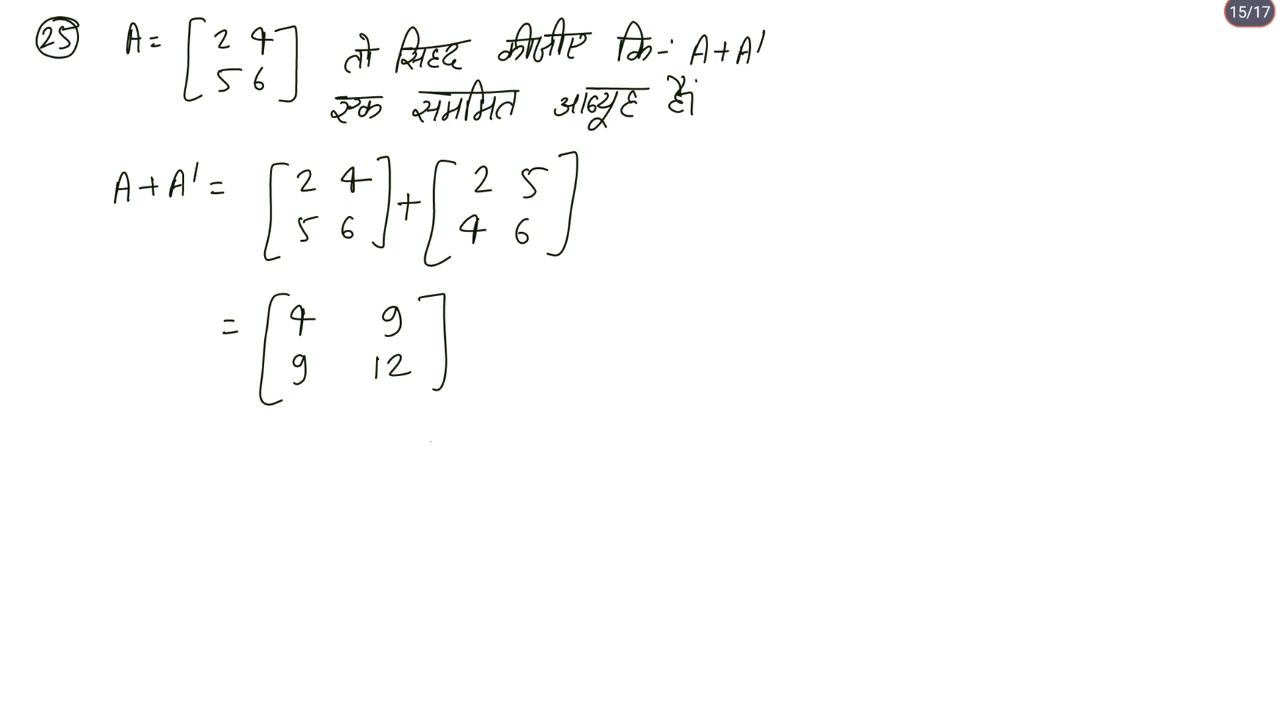 15/17
25 A = [2 4 तो सिद्ध कीजीए कि-: A+A'
5 6]
एक सममित आब्यूह है।
A+A' = [2 4 + [2 5
5 6] 4 6]
= [4 9
9 12]